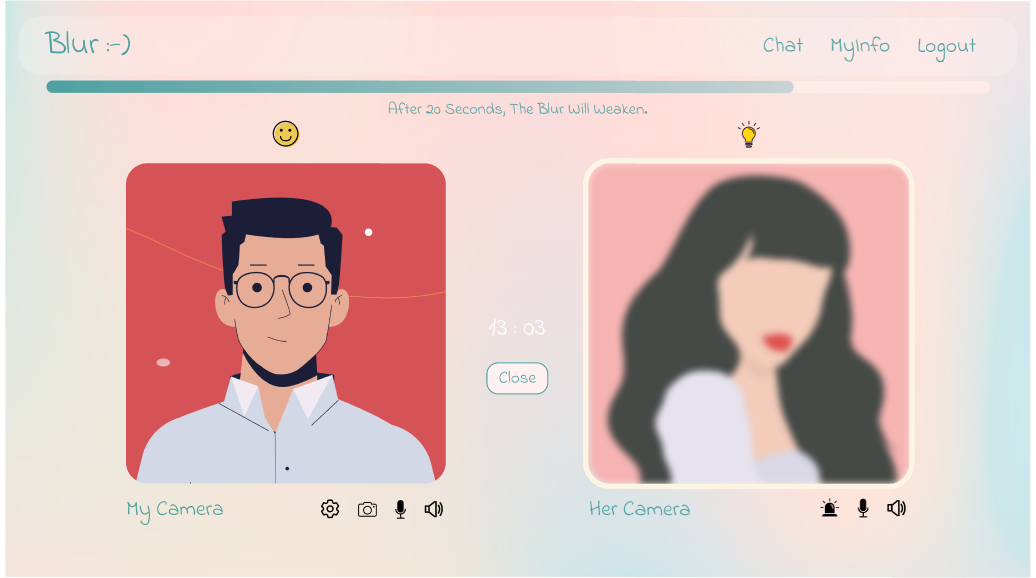 Blur :-)
Chat MyInfo Logout
After 20 Seconds, The Blur Will Weaken.
13 : 03
Close
My Camera
Her Camera